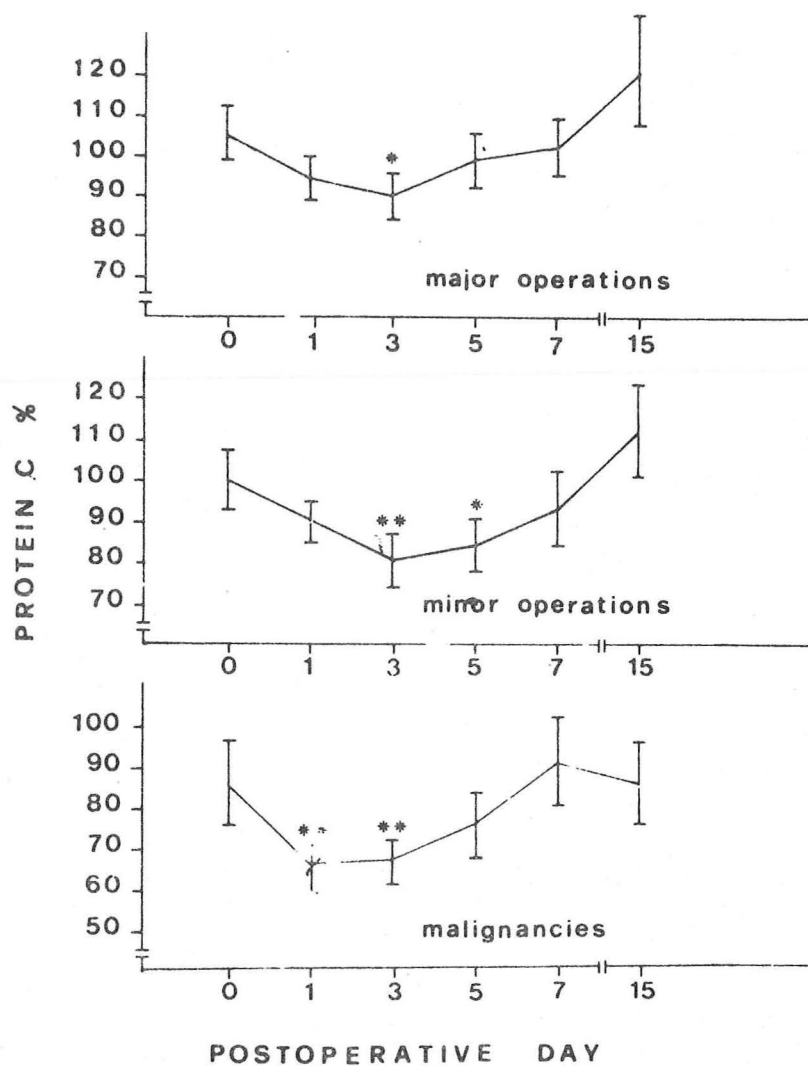 120
110
100
90
80
70
*
major operations
0 1 3 5 7 15
120
110
100
90
80
70
** *
minor operations
0 1 3 5 7 15
100
90
80
70
60
50
** **
malignancies
0 1 3 5 7 15
PROTEIN C %
POSTOPERATIVE DAY